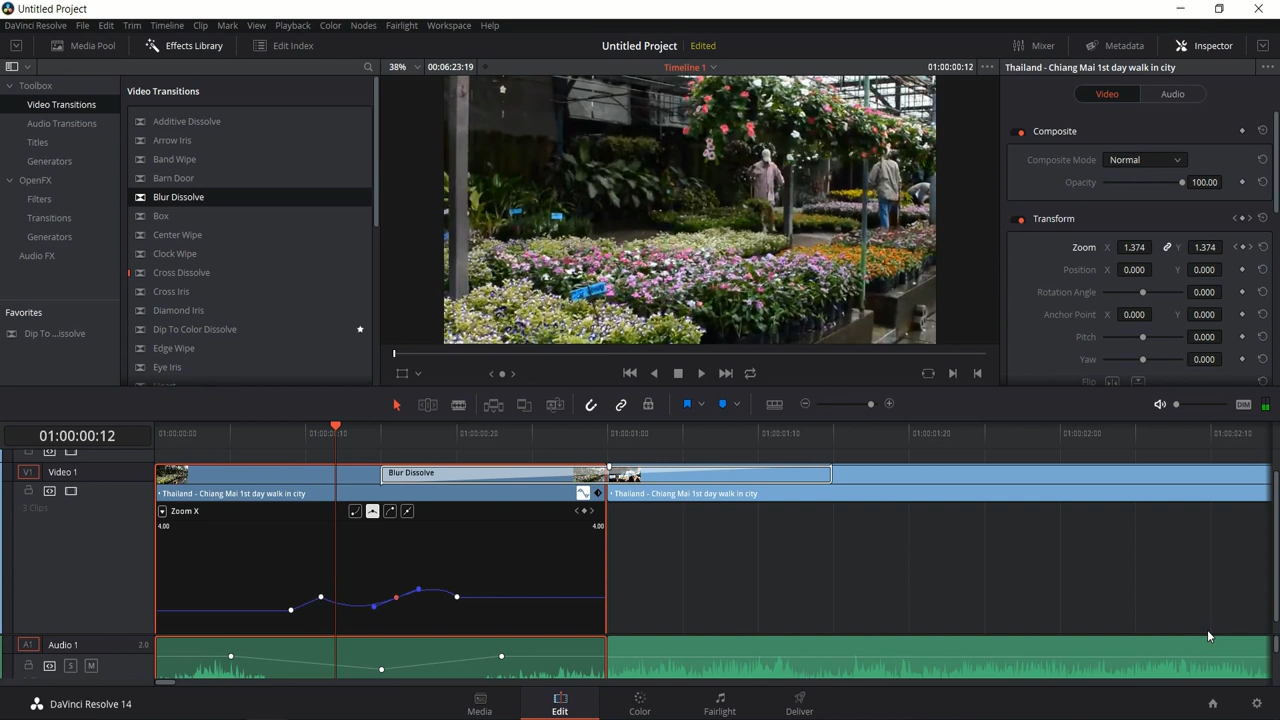 Untitled Project
DaVinci Resolve File Edit Trim Timeline Clip Mark View Playback Color Nodes Fairlight Workspace Help
Media Pool Effects Library Edit Index Untitled Project Edited Mixer Metadata Inspector
38% 00:06:23:19 Timeline 1 01:00:00:12 Thailand - Chiang Mai 1st day walk in city
Toolbox
Video Transitions
Audio Transitions
Titles
Generators
OpenFX
Filters
Transitions
Generators
Audio FX
Favorites
Dip To ...issolve
Video Transitions
Additive Dissolve
Arrow Iris
Band Wipe
Barn Door
Blur Dissolve
Box
Center Wipe
Clock Wipe
Cross Dissolve
Cross Iris
Diamond Iris
Dip To Color Dissolve
Edge Wipe
Eye Iris
Video Audio
Composite
Composite Mode Normal
Opacity 100.00
Transform
Zoom X 1.374 Y 1.374
Position X 0.000 Y 0.000
Rotation Angle 0.000
Anchor Point X 0.000 Y 0.000
Pitch 0.000
Yaw 0.000
Flip
DIM
01:00:00:12 01:00:00:00 01:00:00:10 01:00:00:20 01:00:01:00 01:00:01:10 01:00:01:20 01:00:02:00 01:00:02:10
V1 Video 1 Blur Dissolve
Thailand - Chiang Mai 1st day walk in city Thailand - Chiang Mai 1st day walk in city
3 Clips Zoom X
4.00 4.00
A1 Audio 1 2.0
S M
DaVinci Resolve 14 Media Edit Color Fairlight Deliver